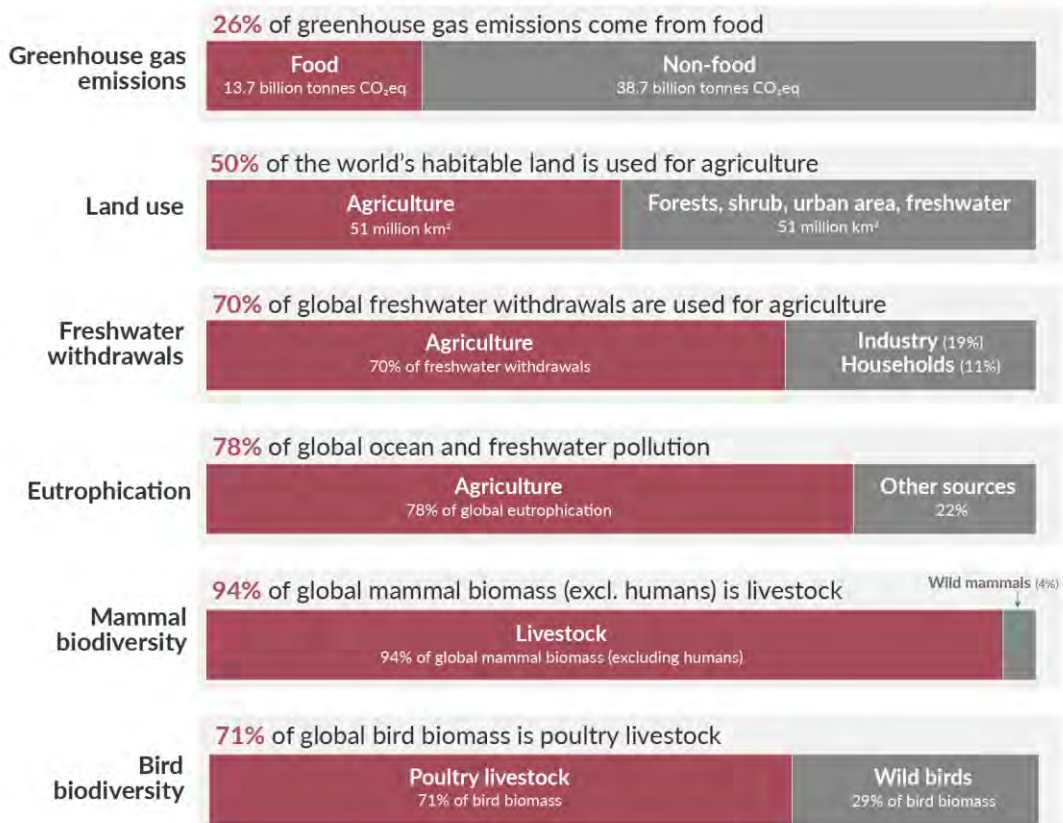 26% of greenhouse gas emissions come from food
Greenhouse gas
emissions
Food
13.7 billion tonnes CO₂eq
Non-food
38.7 billion tonnes CO₂eq
50% of the world's habitable land is used for agriculture
Land use
Agriculture
51 million km²
Forests, shrub, urban area, freshwater
51 million km²
70% of global freshwater withdrawals are used for agriculture
Freshwater
withdrawals
Agriculture
70% of freshwater withdrawals
Industry (19%)
Households (11%)
78% of global ocean and freshwater pollution
Eutrophication
Agriculture
78% of global eutrophication
Other sources
22%
94% of global mammal biomass (excl. humans) is livestock
Wild mammals (4%)
Mammal
biodiversity
Livestock
94% of global mammal biomass (excluding humans)
71% of global bird biomass is poultry livestock
Bird
biodiversity
Poultry livestock
71% of bird biomass
Wild birds
29% of bird biomass